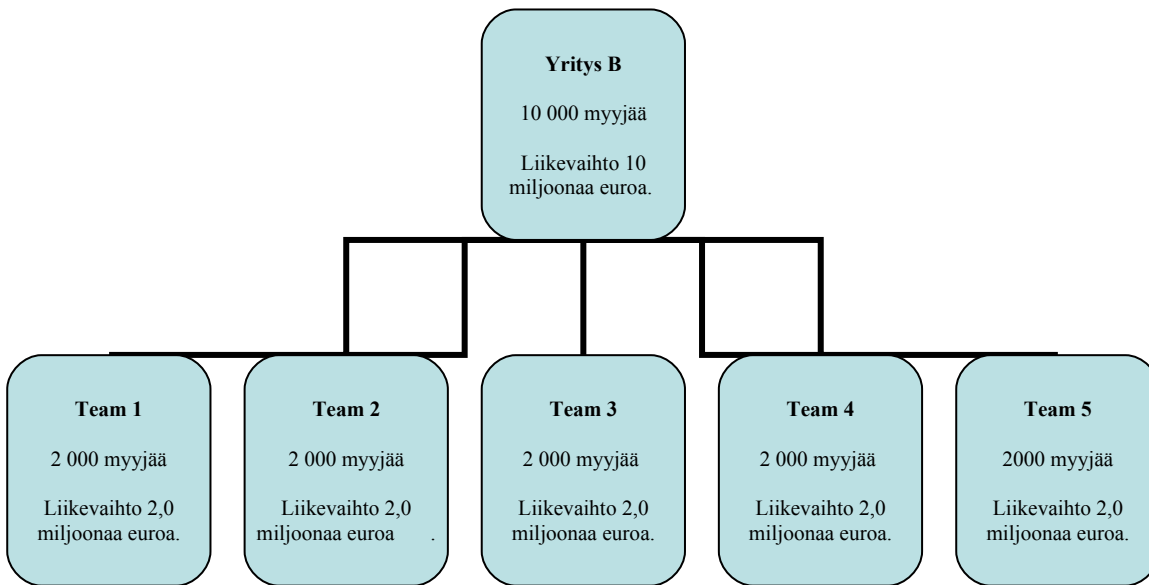 Yritys B
10 000 myyjää
Liikevaihto 10
miljoonaa euroa.
Team 1
2 000 myyjää
Liikevaihto 2,0
miljoonaa euroa.
Team 2
2 000 myyjää
Liikevaihto 2,0
miljoonaa euroa .
Team 3
2 000 myyjää
Liikevaihto 2,0
miljoonaa euroa.
Team 4
2 000 myyjää
Liikevaihto 2,0
miljoonaa euroa.
Team 5
2000 myyjää
Liikevaihto 2,0
miljoonaa euroa.